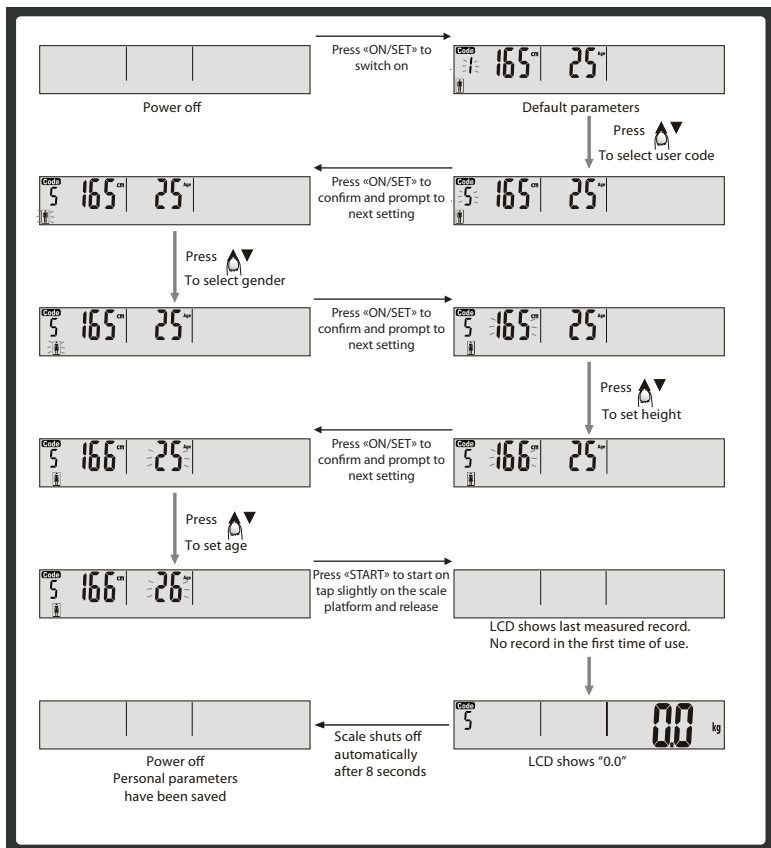 Press «ON/SET» to
switch on
Code
1 165 cm 25 Age
Power off
Default parameters
Press ▲▼
To select user code
Code
5 165 cm 25 Age
Press «ON/SET» to
confirm and prompt to
next setting
Code
5 165 cm 25 Age
Press ▲▼
To select gender
Code
5 165 cm 25 Age
Press «ON/SET» to
confirm and prompt to
next setting
Code
5 165 cm 25 Age
Press ▲▼
To set height
Code
5 166 cm 25 Age
Press «ON/SET» to
confirm and prompt to
next setting
Code
5 166 cm 25 Age
Press ▲▼
To set age
Code
5 166 cm 26 Age
Press «START» to start on
tap slightly on the scale
platform and release
LCD shows last measured record.
No record in the first time of use.
Code
5 0.0 kg
LCD shows "0.0"
Scale shuts off
automatically
after 8 seconds
Power off
Personal parameters
have been saved